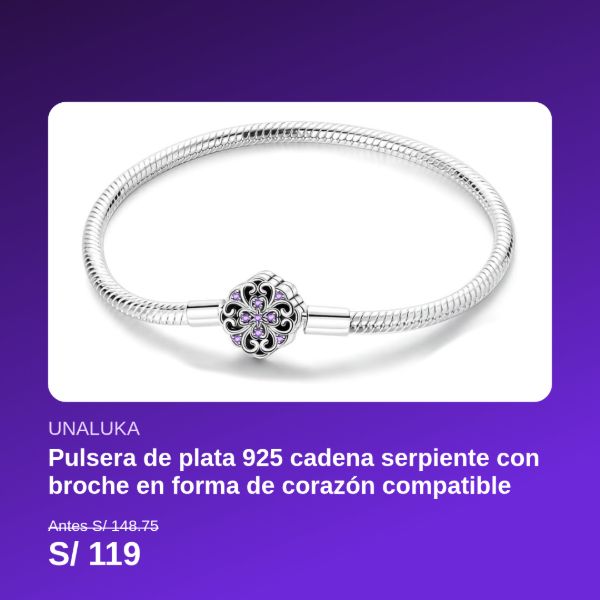 UNALUKA
Pulsera de plata 925 cadena serpiente con
broche en forma de corazón compatible
Antes S/ 148.75
S/ 119